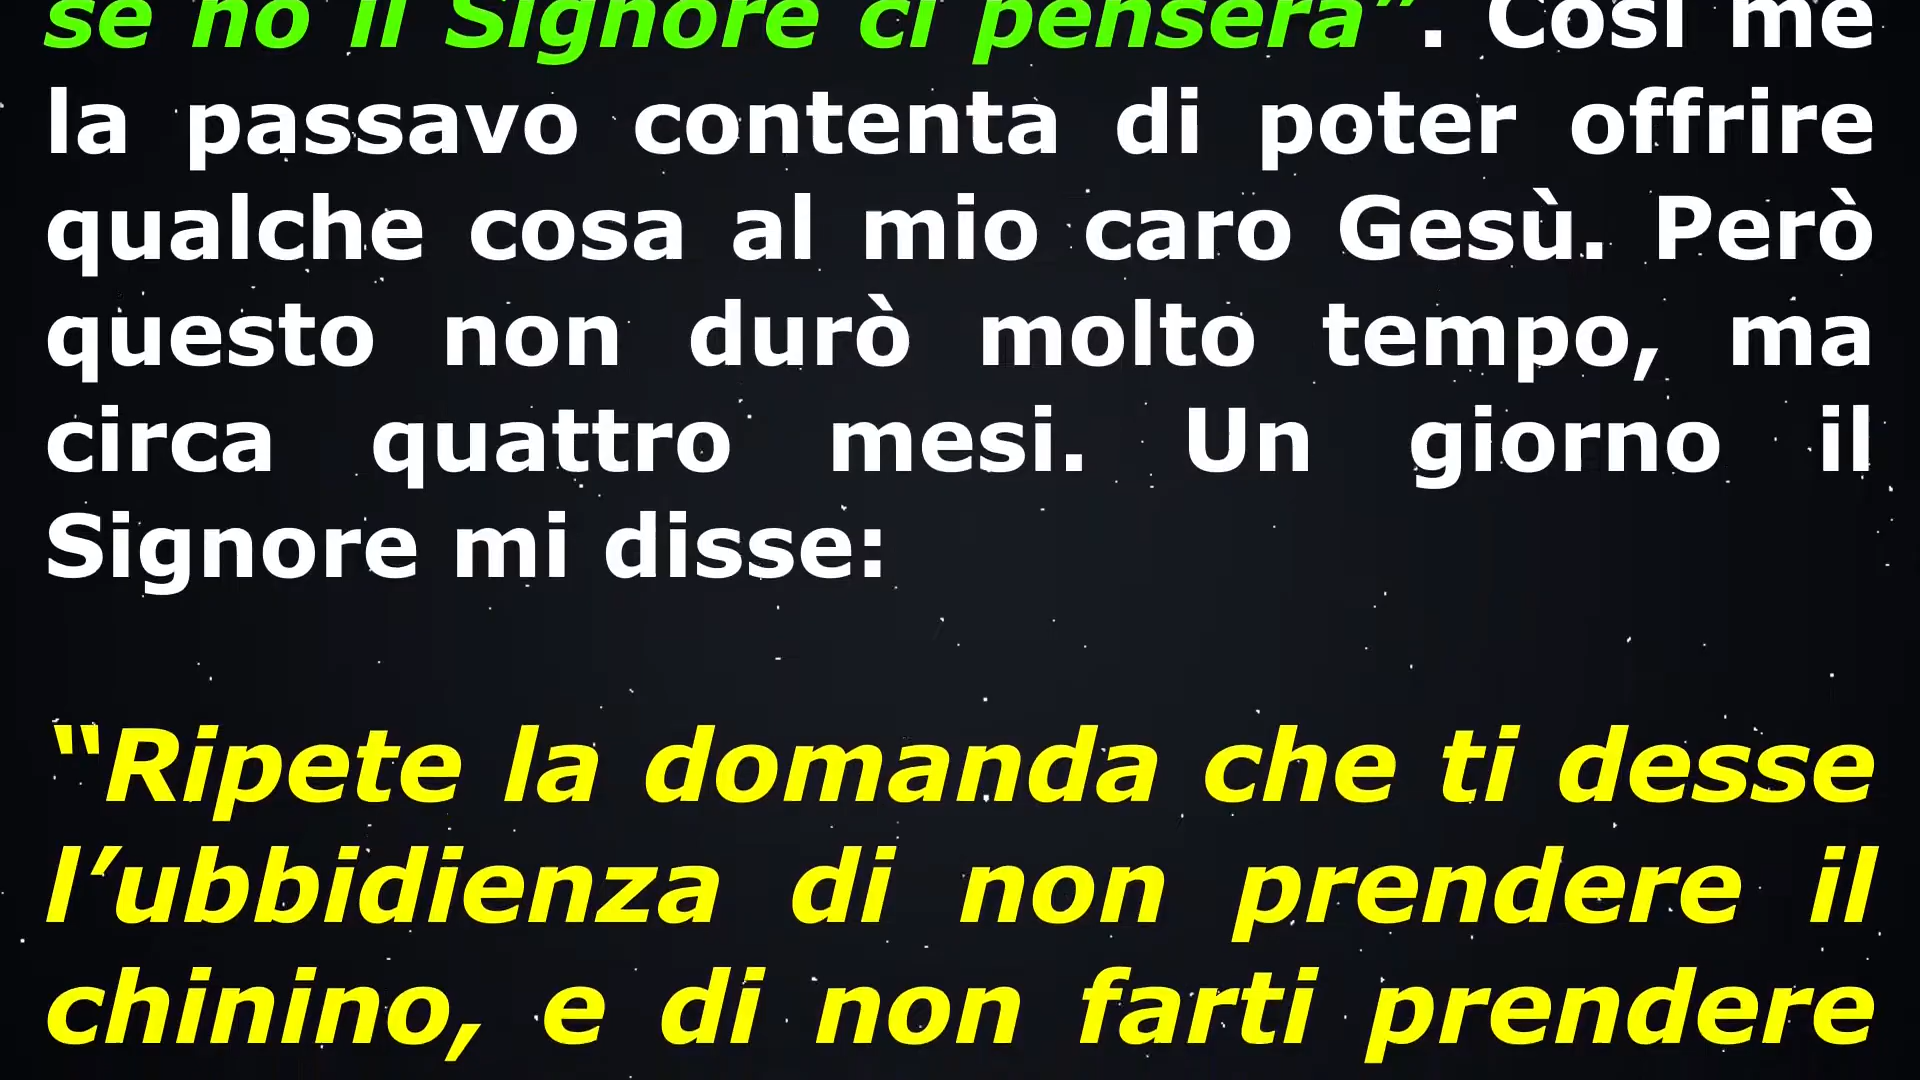 se no il Signore ci penserà”. Così me
la passavo contenta di poter offrire
qualche cosa al mio caro Gesù. Però
questo non durò molto tempo, ma
circa quattro mesi. Un giorno il
Signore mi disse:
“Ripete la domanda che ti desse
l’ubbidienza di non prendere il
chinino, e di non farti prendere